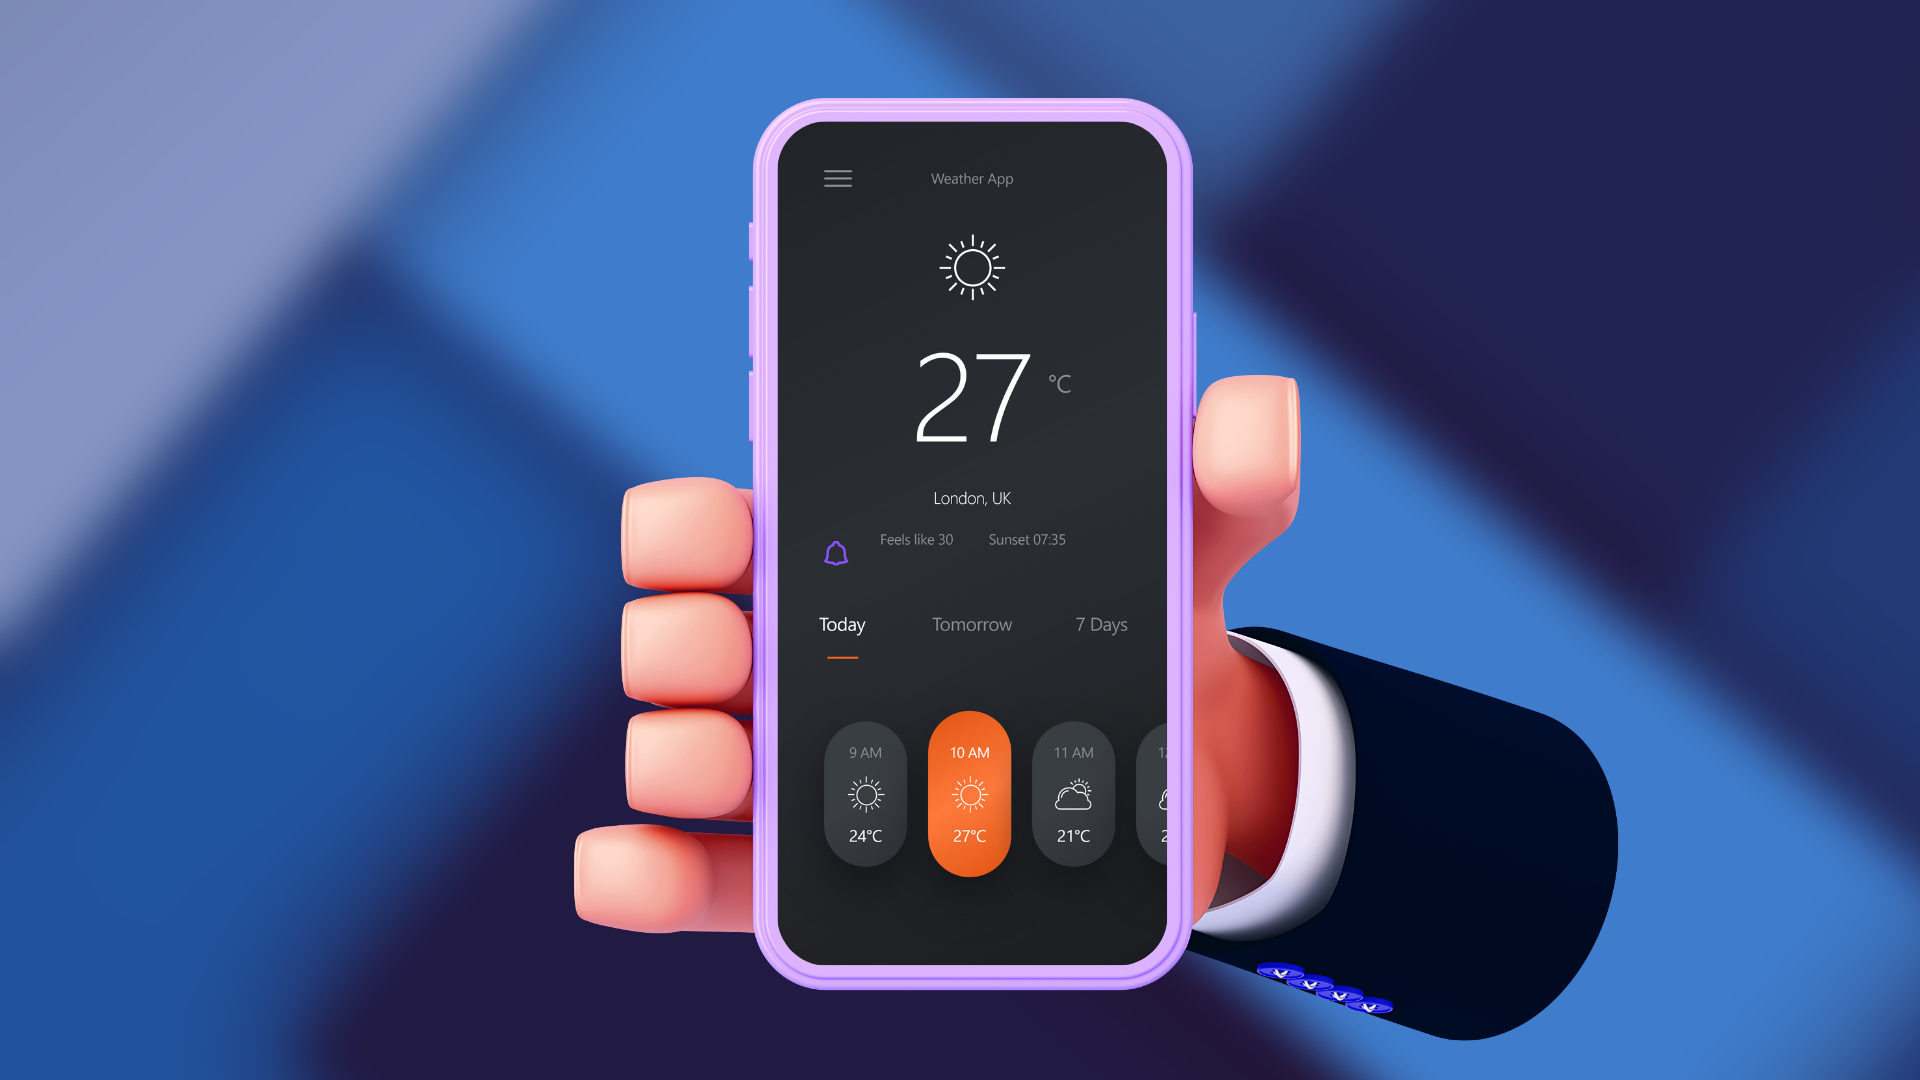 Weather App
27 °C
London, UK
Feels like 30 Sunset 07:35
Today Tomorrow 7 Days
9 AM 10 AM 11 AM
24°C 27°C 21°C